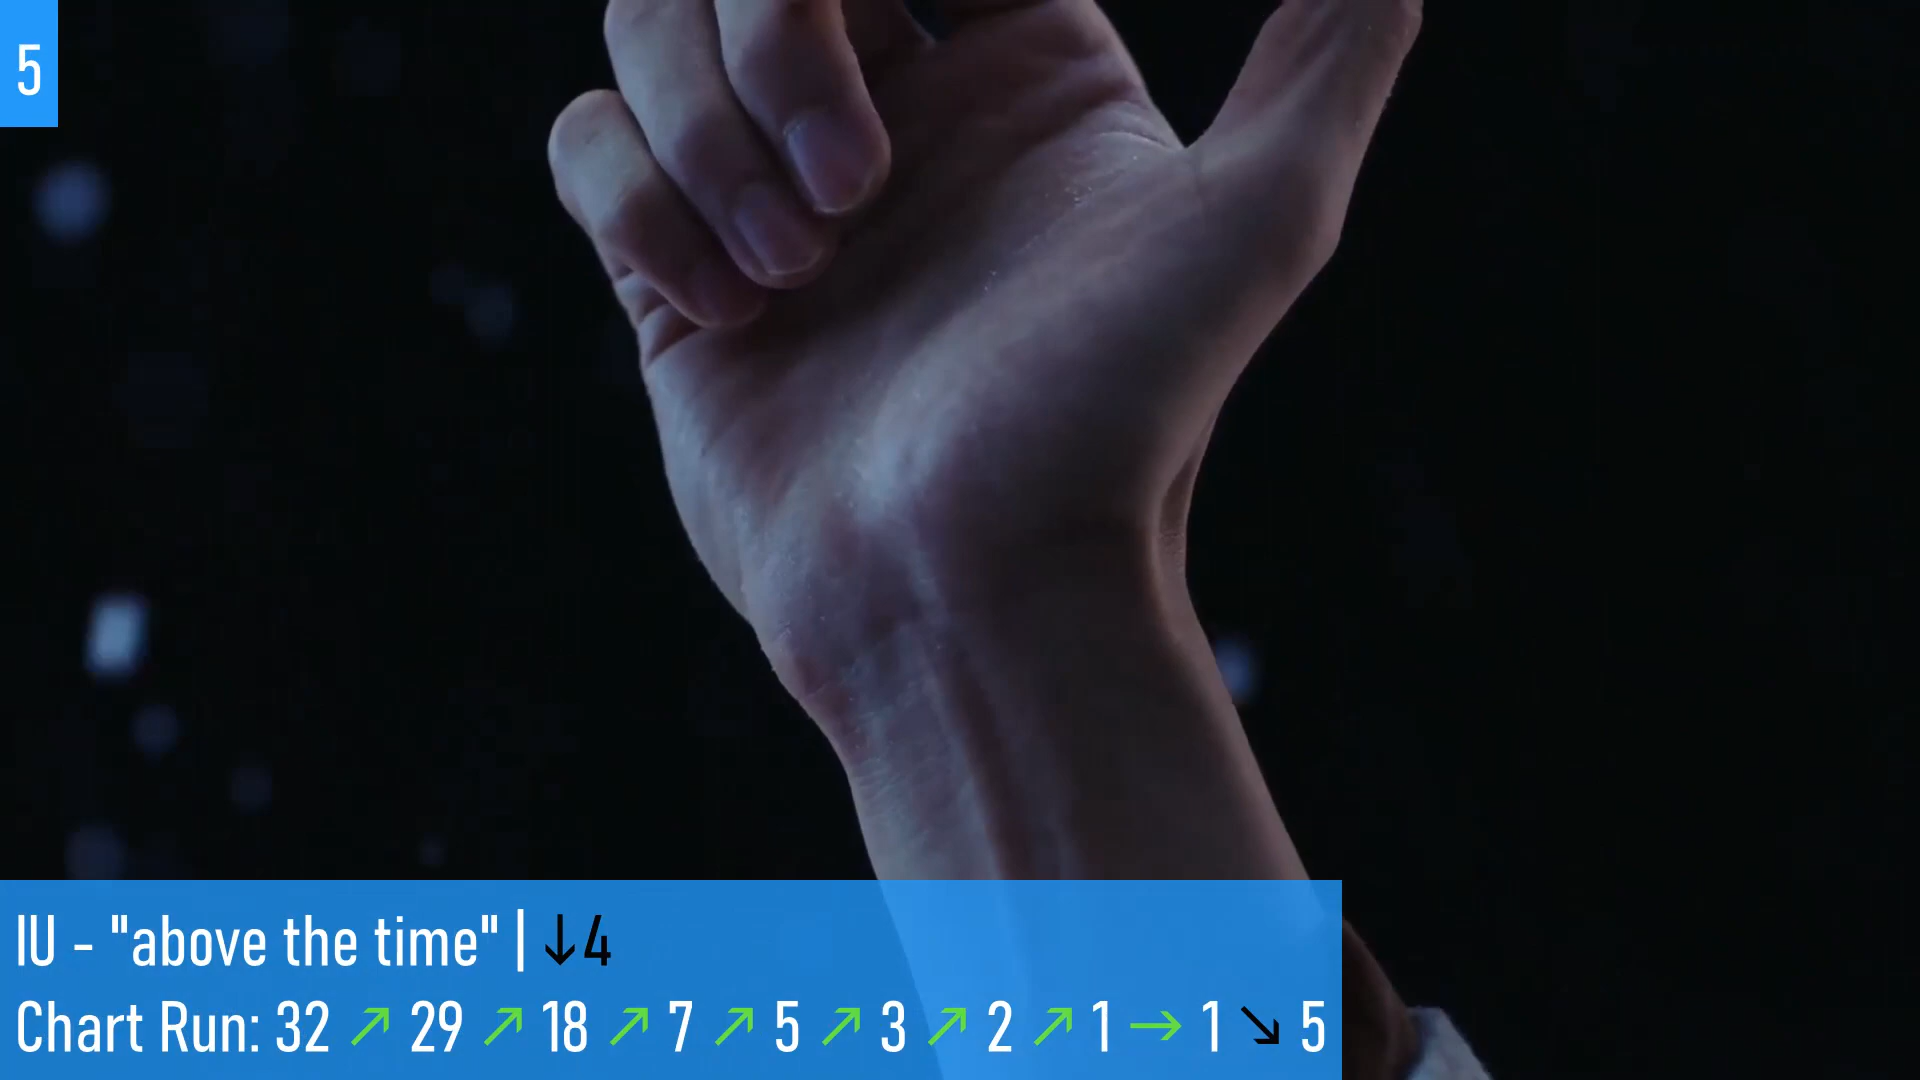 5
IU - "above the time" | ↓4
Chart Run: 32 ↗ 29 ↗ 18 ↗ 7 ↗ 5 ↗ 3 ↗ 2 ↗ 1 → 1 ↘ 5